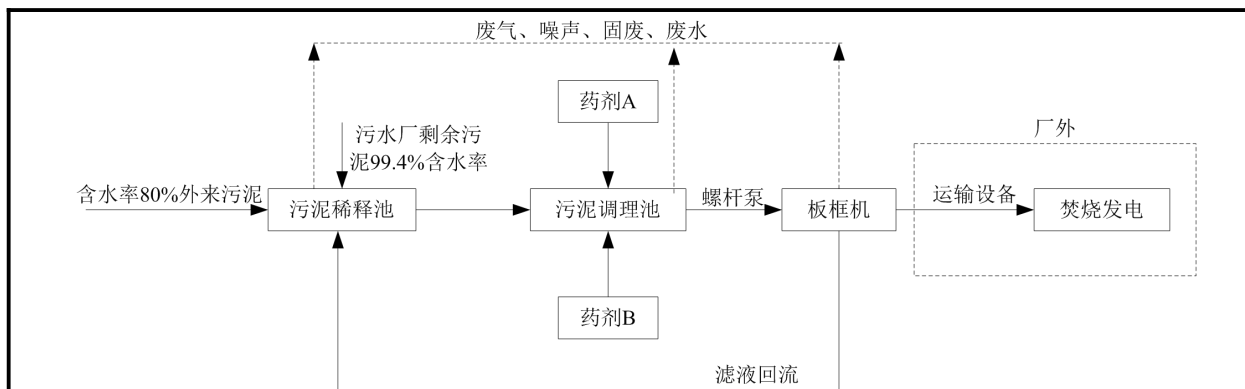 废气、噪声、固废、废水
药剂A
厂外
污水厂剩余污
泥99.4%含水率
含水率80%外来污泥
污泥稀释池
污泥调理池
螺杆泵
板框机
运输设备
焚烧发电
药剂B
滤液回流